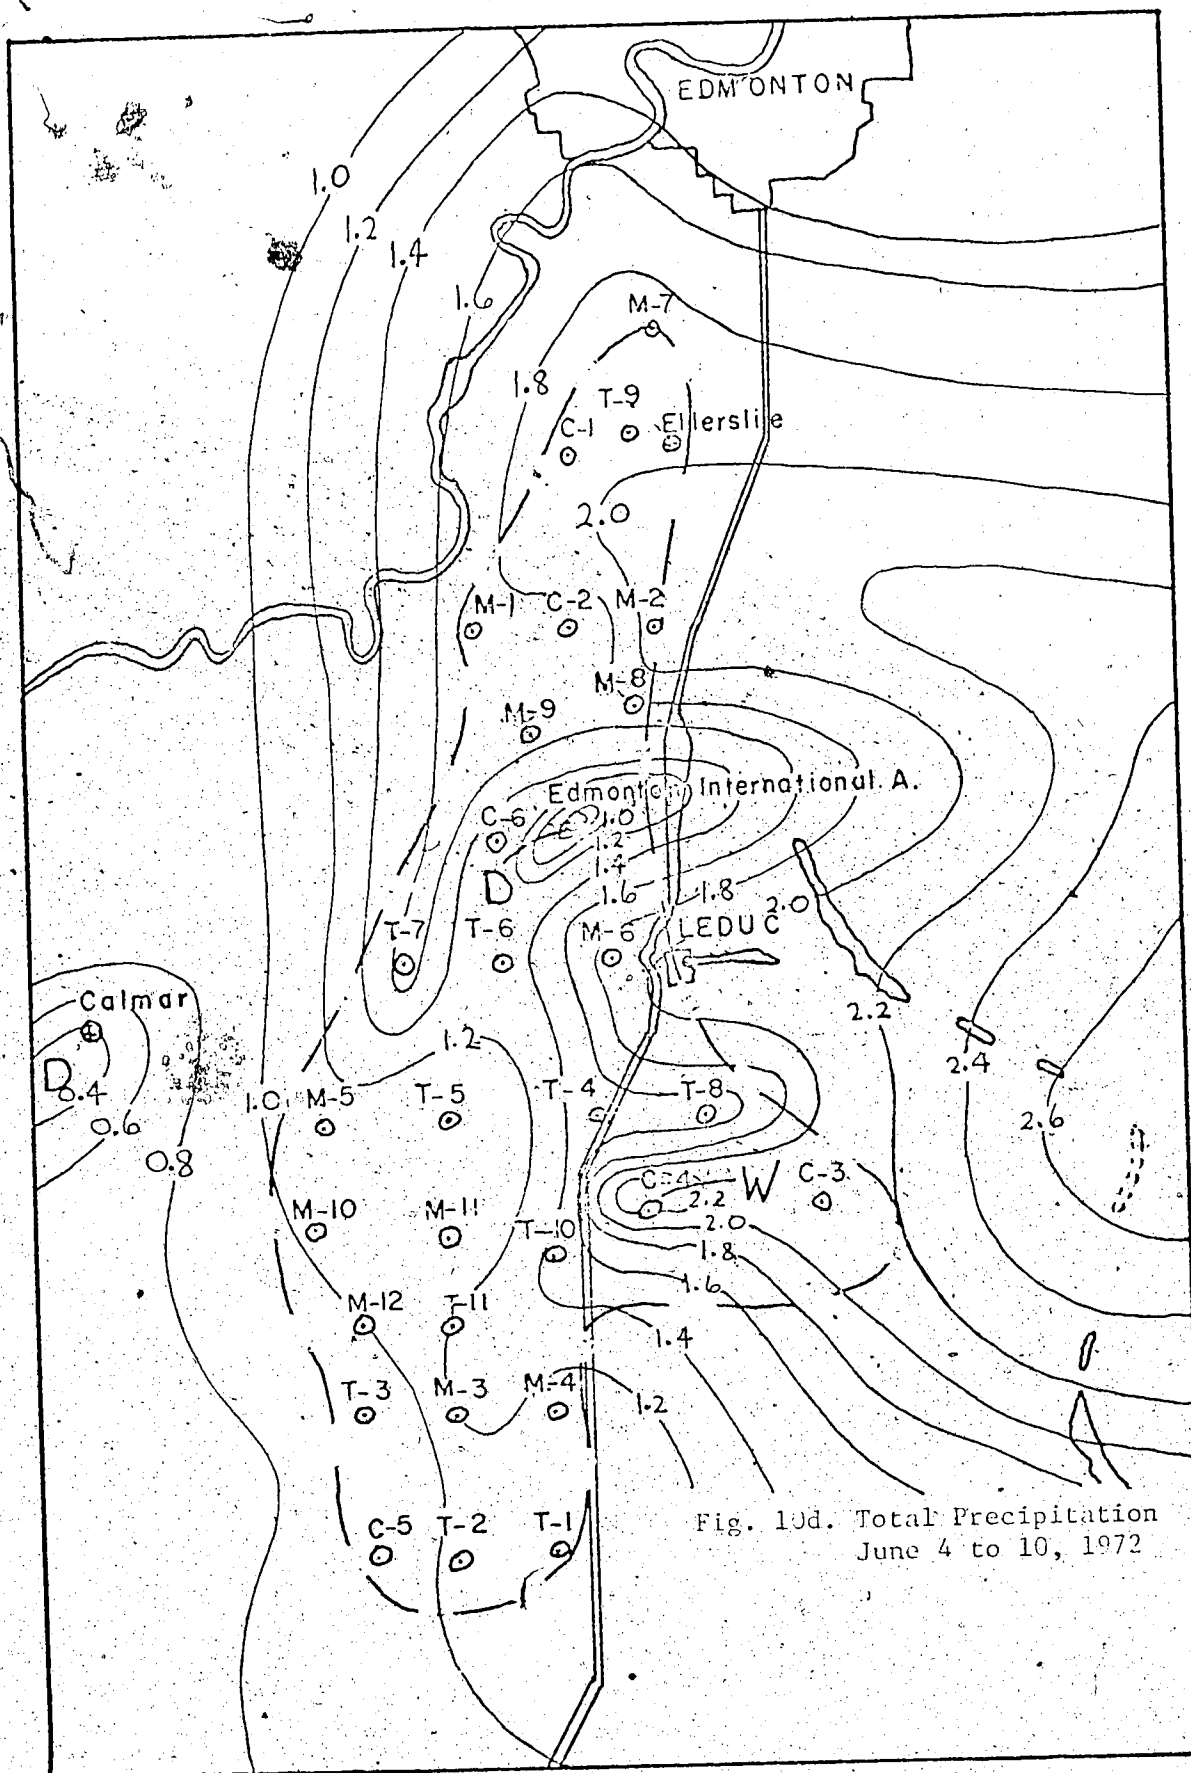 EDMONTON
1.0
1.2
1.4
1.6
M-7
1.8
T-9
C-1
Ellerslie
2.0
M-1 C-2 M-2
M-8
M-9
Edmonton International A.
C-6
1.0
1.2
1.4
D
1.6
1.8
2.0
T-7 T-6 M-6 LEDUC
Calmar
2.2
1.2
2.4
D
0.4
1.0 M-5 T-5 T-4 T-8
0.6
2.6
0.8
C-4 W C-3
2.2
M-10 M-11 T-10
2.0
1.8
1.6
M-12 T-11
1.4
T-3 M-3 M-4
1.2
C-5 T-2 T-1
Fig. 10d. Total Precipitation
June 4 to 10, 1972